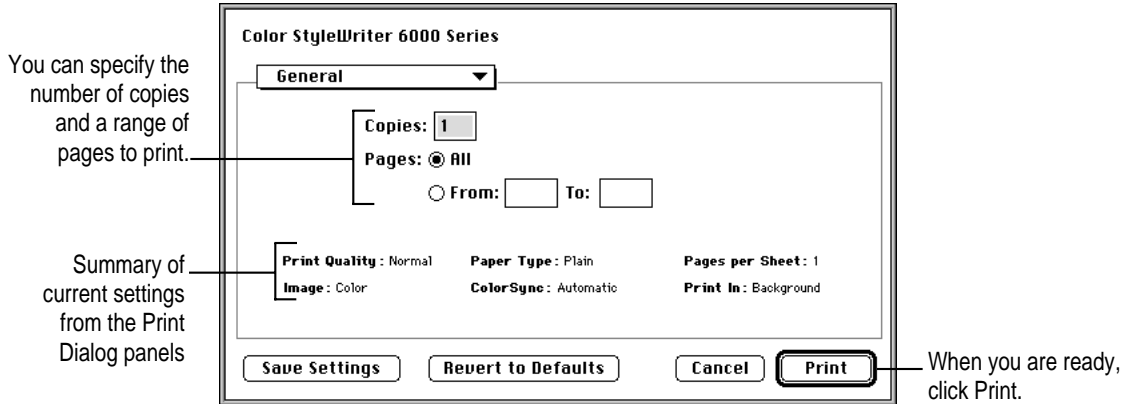 Color StyleWriter 6000 Series
General
You can specify the
number of copies
and a range of
pages to print.
Copies: 1
Pages: All
From: To:
Summary of
current settings
from the Print
Dialog panels
Print Quality: Normal Paper Type: Plain Pages per Sheet: 1
Image: Color ColorSync: Automatic Print In: Background
Save Settings Revert to Defaults Cancel Print
When you are ready,
click Print.